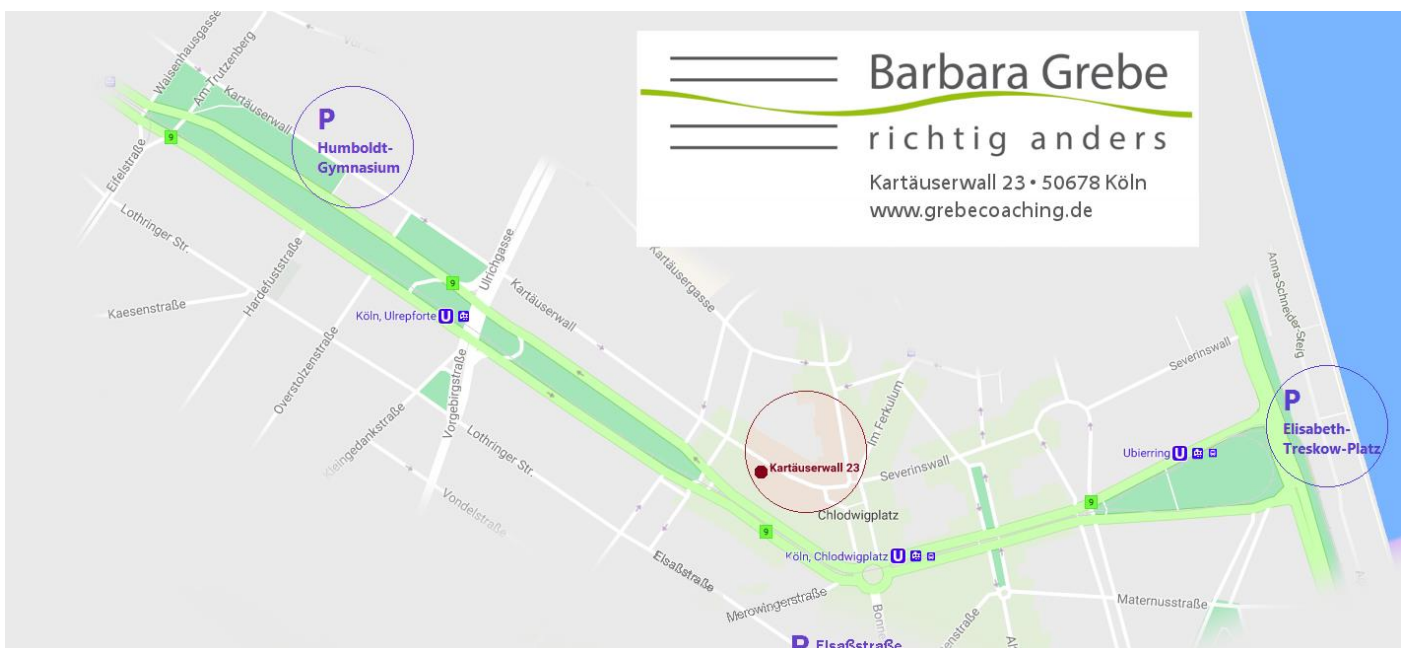 Barbara Grebe
richtig anders
Kartäuserwall 23 • 50678 Köln
www.grebecoaching.de
Waisenhausgasse
Am Trutzenberg
Kartäuserwall
P
Humboldt-
Gymnasium
9
Eifelstraße
Lothringer Str.
Hardefuststraße
Kaesenstraße
Ulrichgasse
9
Kartäuserwall
Kartäusergasse
Köln, Ulrepforte U
Overstolzenstraße
Vorgebirgstraße
Kleingedankstraße
Lothringer Str.
Vondelstraße
Anna-Schneider-Steig
Severinswall
P
Elisabeth-
Treskow-Platz
Im Ferkulum
Ubierring U
Kartäuserwall 23
Severinswall
9
Chlodwigplatz
9
Köln, Chlodwigplatz U
Elsaßstraße
Merowingerstraße
Maternusstraße
P Elsaßstraße